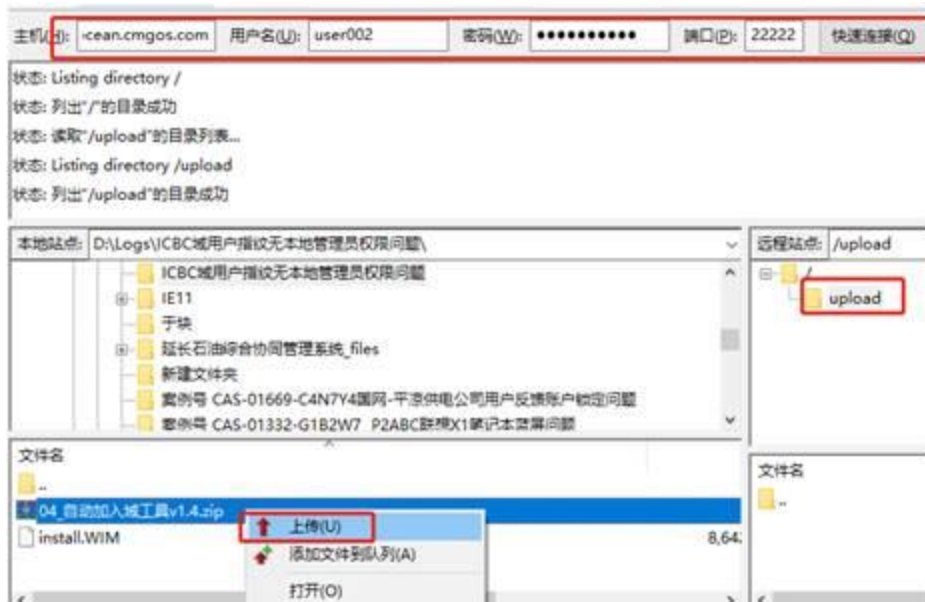 主机(H): -cean.cmgos.com 用户名(U): user002 密码(W): ●●●●●●●●●● 端口(P): 22222 快速连接(Q)
状态: Listing directory /
状态: 列出"/"的目录成功
状态: 读取"/upload"的目录列表...
状态: Listing directory /upload
状态: 列出"/upload"的目录成功
本地站点: D:\Logs\ICBC域用户指纹无本地管理员权限问题\ 远程站点: /upload
ICBC域用户指纹无本地管理员权限问题
/
IE11
upload
于快
延长石油综合协同管理系统_files
新建文件夹
案例号 CAS-01669-C4N7Y4国网-平凉供电公司用户反馈账户锁定问题
案例号 CAS-01332-G1B2W7_P2ABC联想X1笔记本蓝屏问题
文件名
文件名
..
..
04_自动加入域工具v1.4.zip
上传(U)
install.WIM
8,64
添加文件到队列(A)
打开(O)